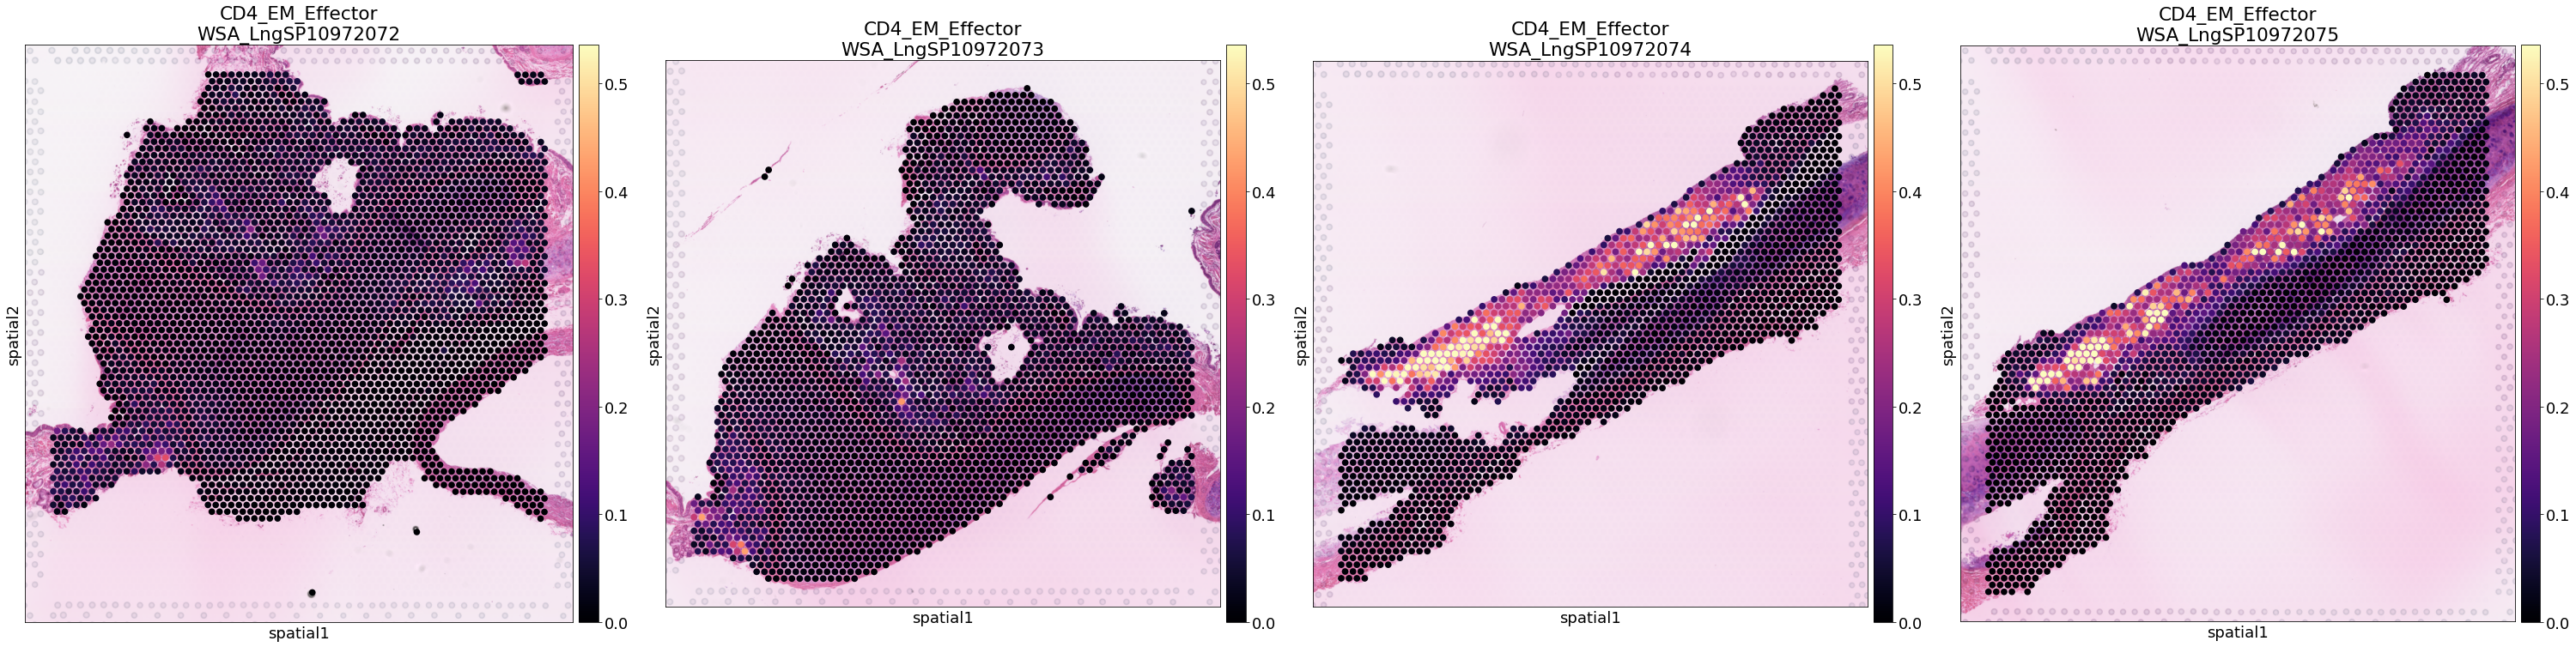 CD4_EM_Effector
WSA_LngSP10972072
spatial2
spatial1
0.5
0.4
0.3
0.2
0.1
0.0
CD4_EM_Effector
WSA_LngSP10972073
spatial2
spatial1
0.5
0.4
0.3
0.2
0.1
0.0
CD4_EM_Effector
WSA_LngSP10972074
spatial2
spatial1
0.5
0.4
0.3
0.2
0.1
0.0
CD4_EM_Effector
WSA_LngSP10972075
spatial2
spatial1
0.5
0.4
0.3
0.2
0.1
0.0